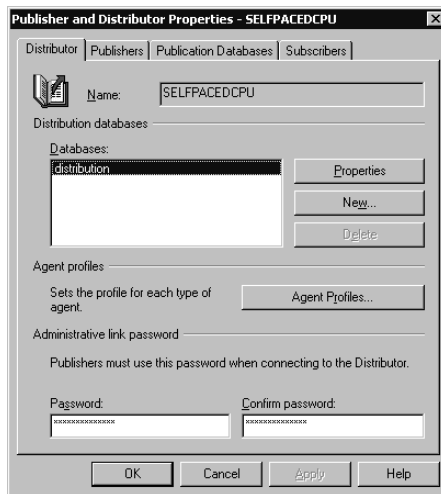 Publisher and Distributor Properties - SELFPACEDCPU
Distributor Publishers Publication Databases Subscribers
Name: SELFPACEDCPU
Distribution databases
Databases:
distribution
Properties
New...
Delete
Agent profiles
Sets the profile for each type of
agent.
Agent Profiles...
Administrative link password
Publishers must use this password when connecting to the Distributor.
Password: Confirm password:
xxxxxxxxxxxxxx xxxxxxxxxxxxxx
OK Cancel Apply Help